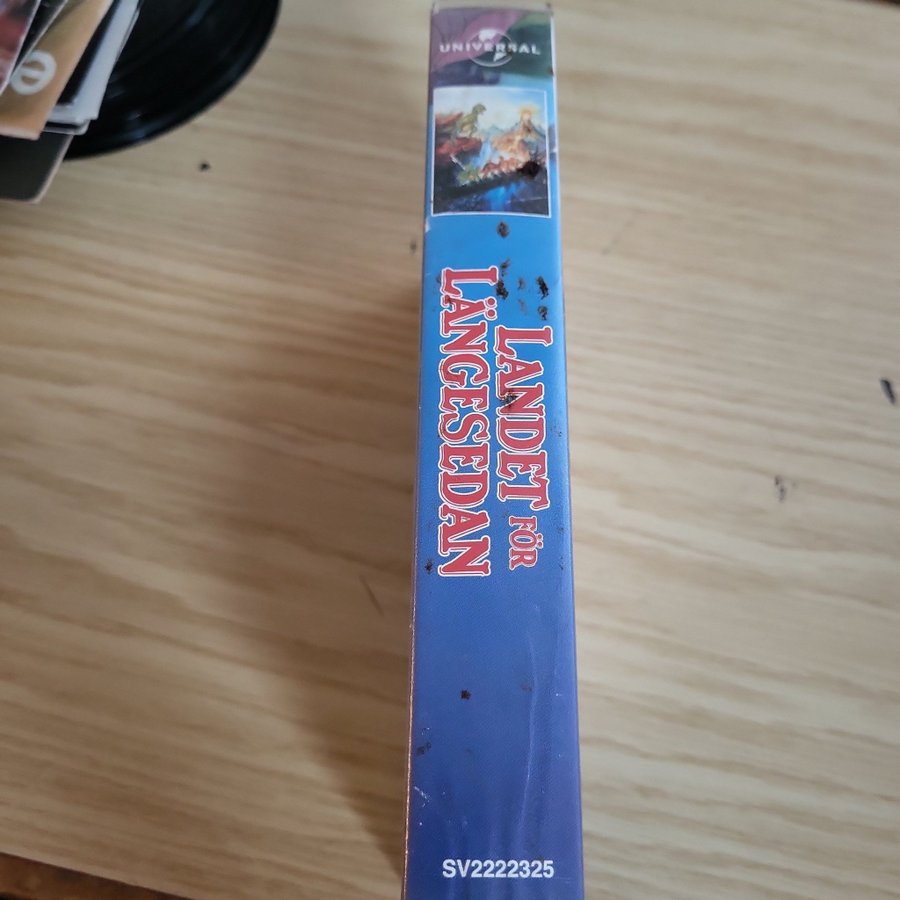 UNIVERSAL
LANDET FÖR
LÄNGESEDAN
SV2222325
e